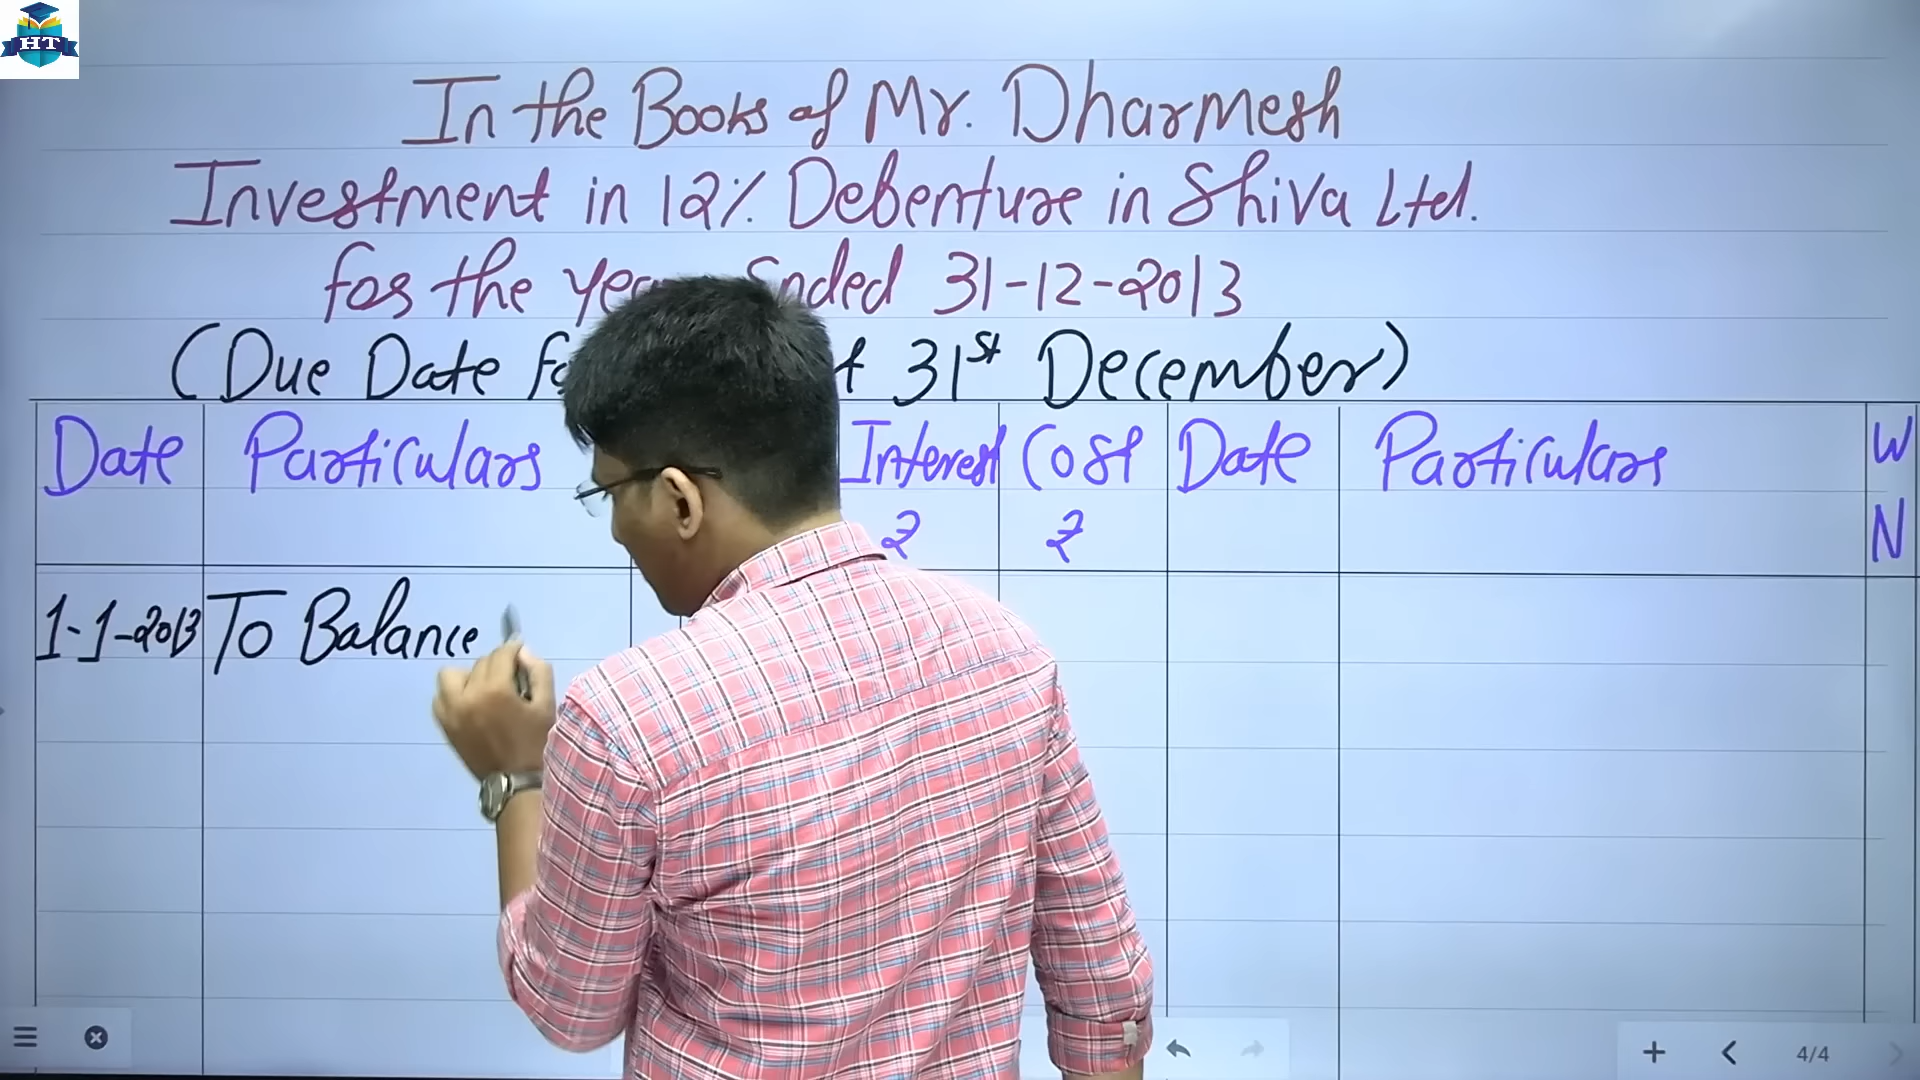 HT
In the Books of Mr. Dharmesh
Investment in 12% Debenture in Shiva Ltd.
for the Ended 31-12-2013
(Due Date 31st December)
Date Particulars Interest Cost Date Particulars W
₹ ₹ N
1-1-2013 To Balance
4/4